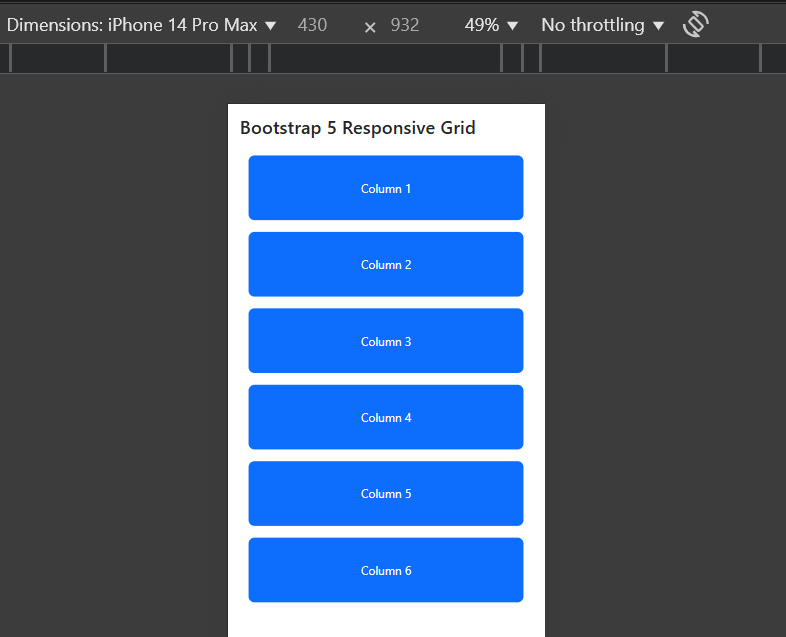 Dimensions: iPhone 14 Pro Max ▼ 430 × 932 49% ▼ No throttling ▼
Bootstrap 5 Responsive Grid
Column 1
Column 2
Column 3
Column 4
Column 5
Column 6